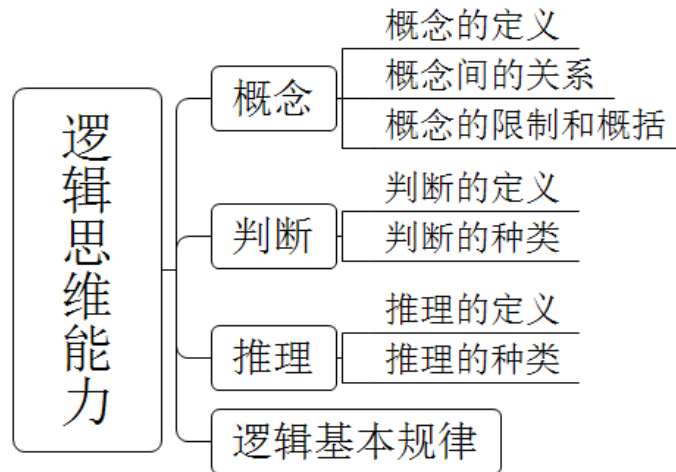 逻辑思维能力
概念
概念的定义
概念间的关系
概念的限制和概括
判断
判断的定义
判断的种类
推理
推理的定义
推理的种类
逻辑基本规律